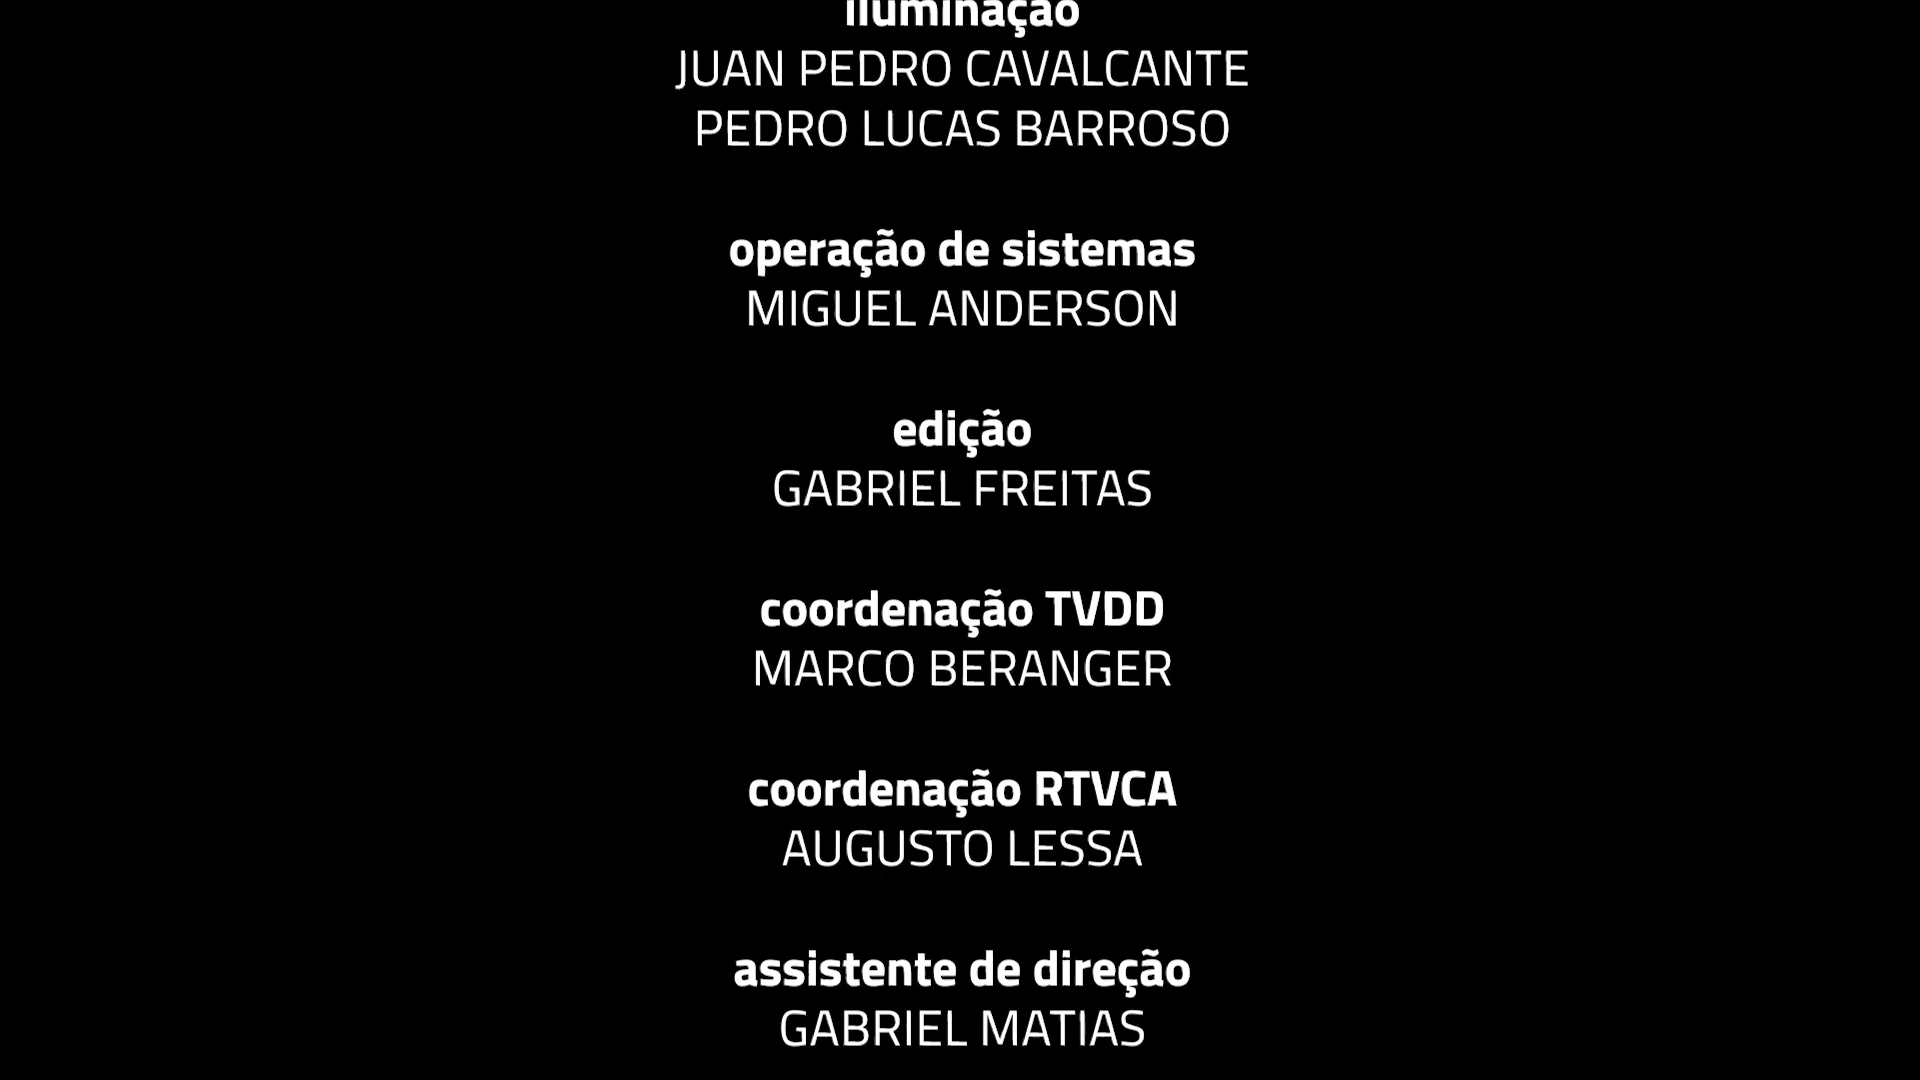 iluminação
JUAN PEDRO CAVALCANTE
PEDRO LUCAS BARROSO
operação de sistemas
MIGUEL ANDERSON
edição
GABRIEL FREITAS
coordenação TVDD
MARCO BERANGER
coordenação RTVCA
AUGUSTO LESSA
assistente de direção
GABRIEL MATIAS